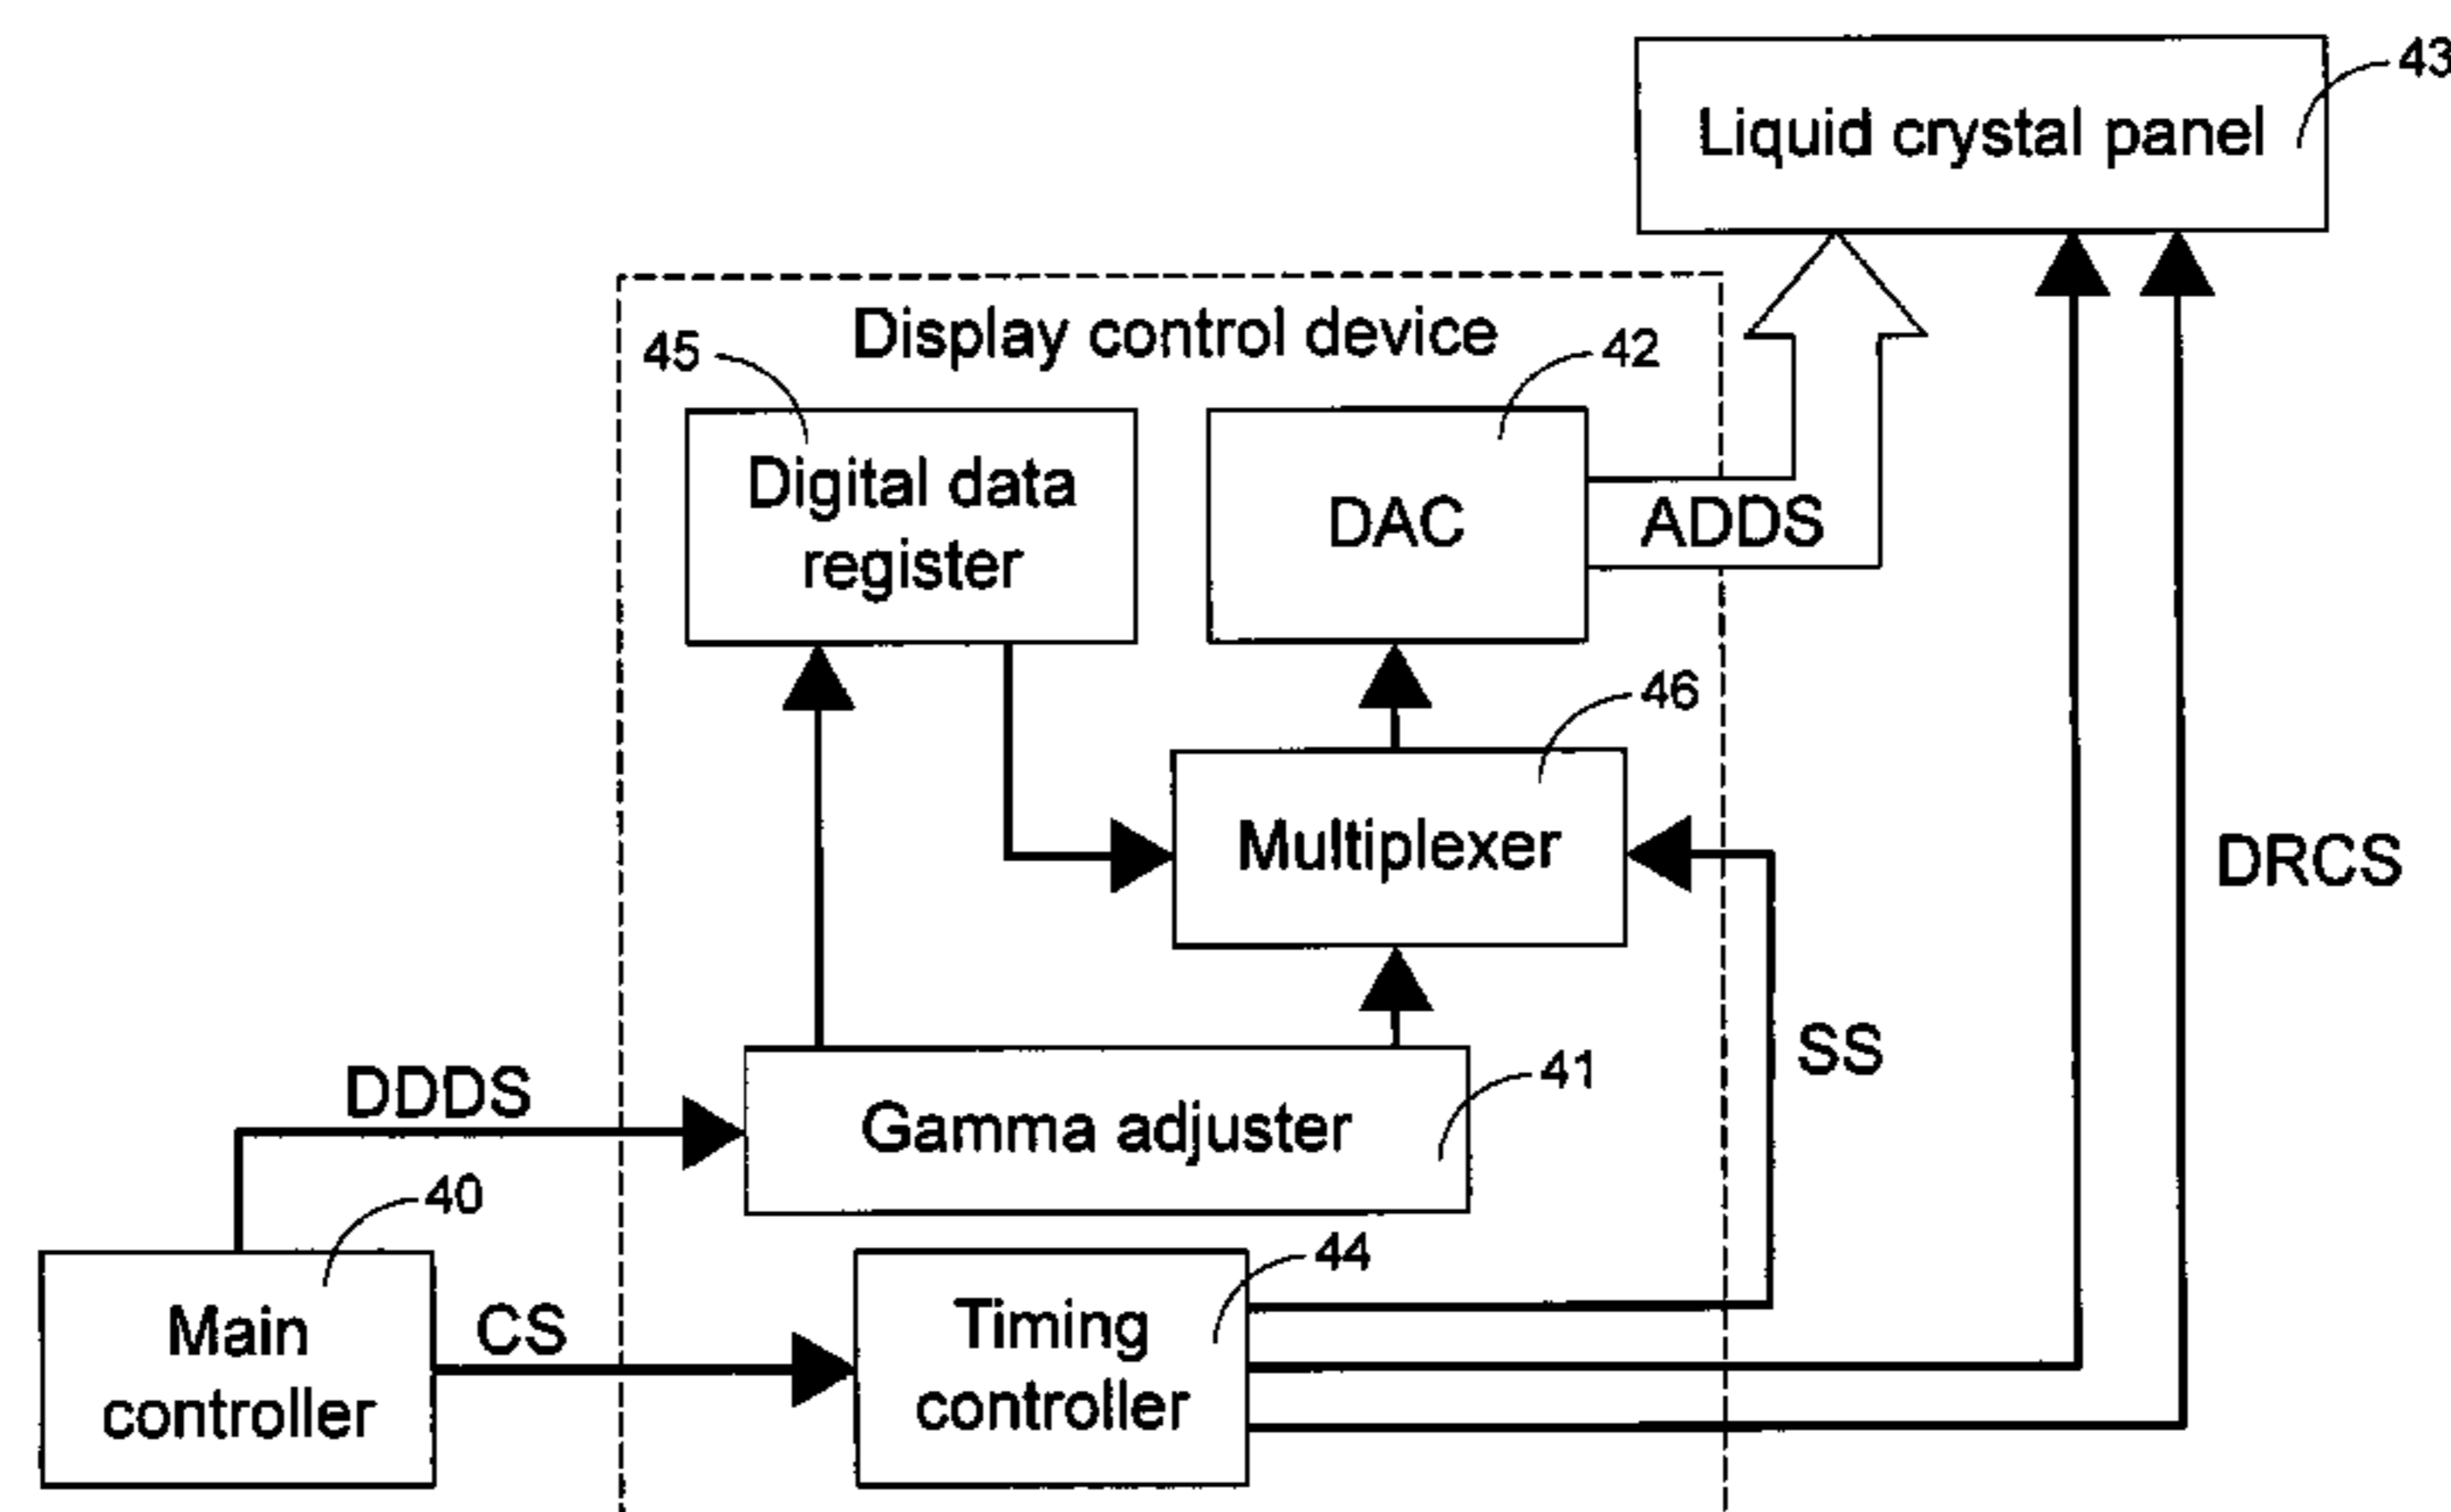 43
Liquid crystal panel
Display control device
45
42
Digital data
register
DAC
ADDS
46
Multiplexer
DRCS
SS
DDDS
41
Gamma adjuster
40
44
Main
controller
CS
Timing
controller